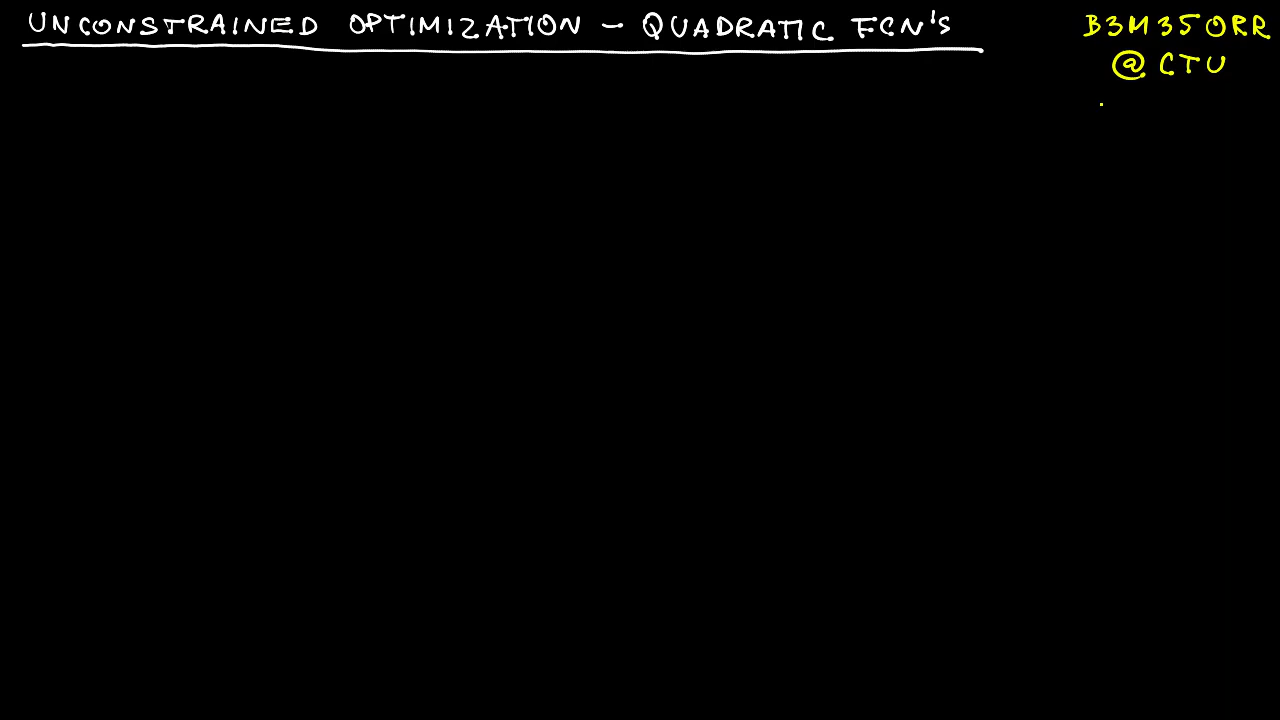 UNCONSTRAINED OPTIMIZATION – QUADRATIC FCN'S
B3M35ORR
@ CTU